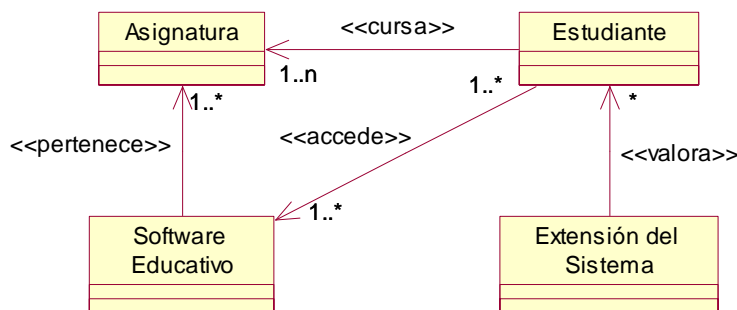 Asignatura
<<cursa>>
Estudiante
1..n
1..*
1..*
*
<<pertenece>>
<<accede>>
<<valora>>
1..*
Software
Educativo
Extensión del
Sistema